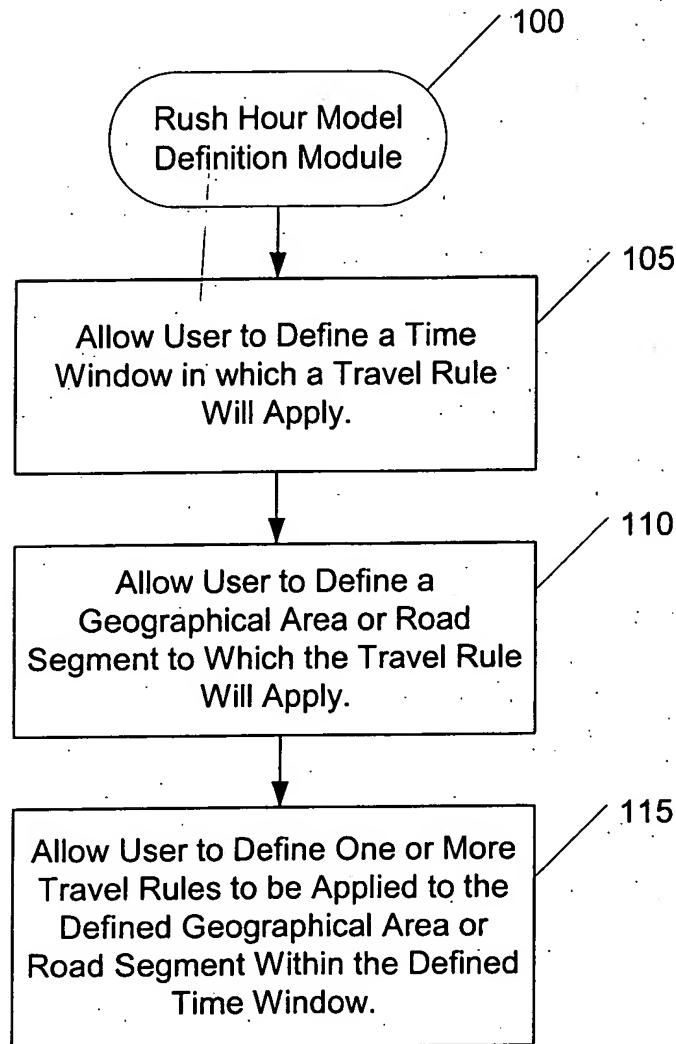 100
Rush Hour Model
Definition Module
105
Allow User to Define a Time
Window in which a Travel Rule
Will Apply.
110
Allow User to Define a
Geographical Area or Road
Segment to Which the Travel Rule
Will Apply.
115
Allow User to Define One or More
Travel Rules to be Applied to the
Defined Geographical Area or
Road Segment Within the Defined
Time Window.